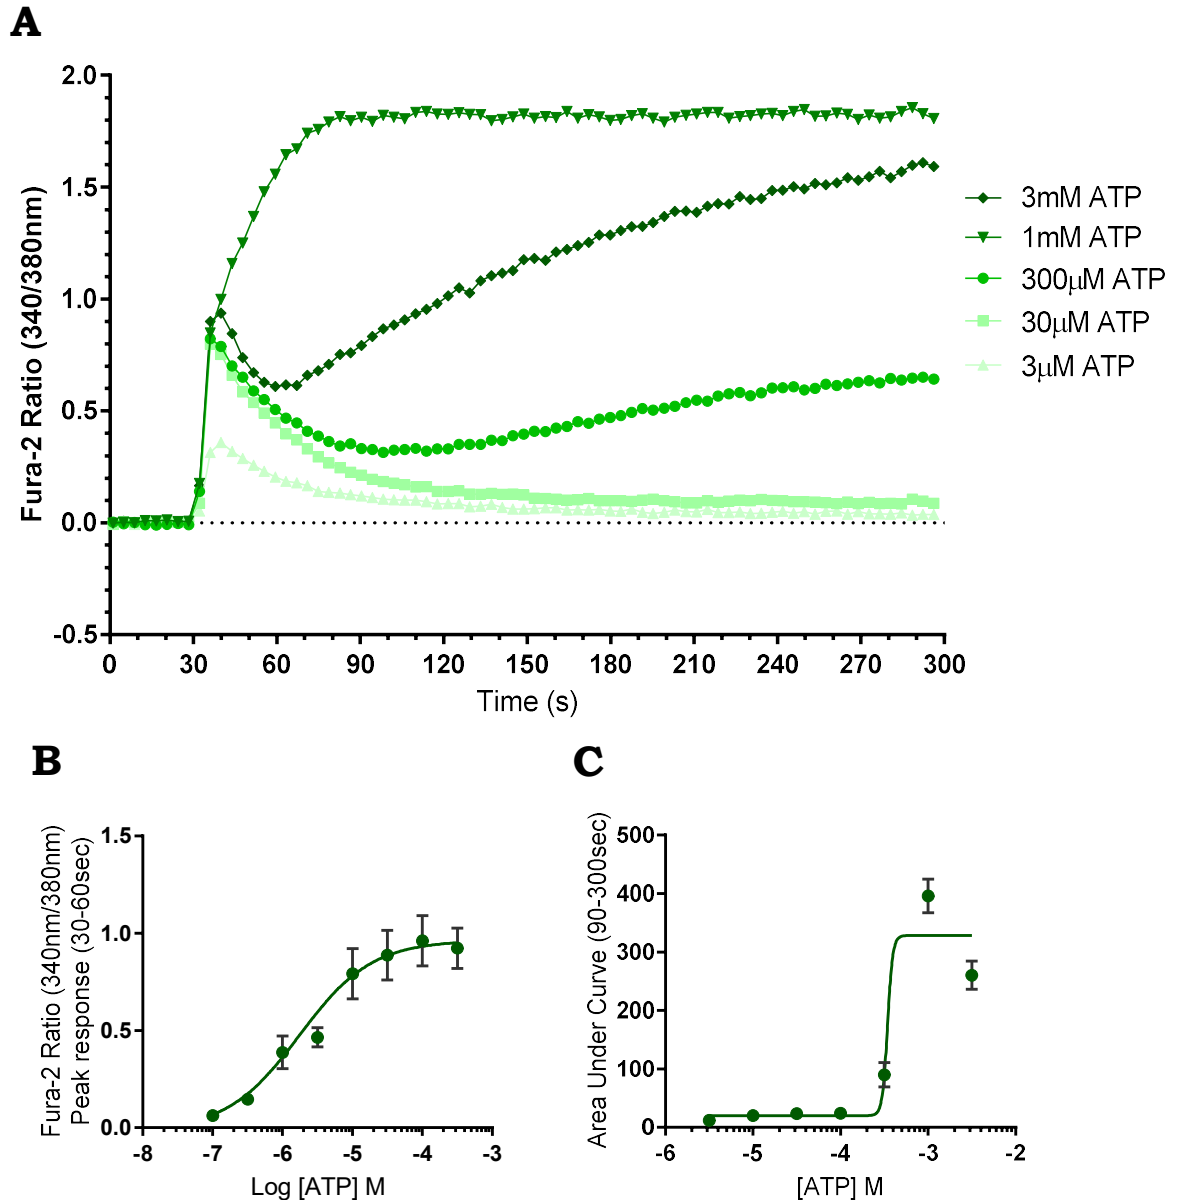 A
Fura-2 Ratio (340/380nm)
2.0
1.5
1.0
0.5
0.0
-0.5
0 30 60 90 120 150 180 210 240 270 300
Time (s)
3mM ATP
1mM ATP
300μM ATP
30μM ATP
3μM ATP
B
Fura-2 Ratio (340nm/380nm)
Peak response (30-60sec)
1.5
1.0
0.5
0.0
-8 -7 -6 -5 -4 -3
Log [ATP] M
C
Area Under Curve (90-300sec)
500
400
300
200
100
0
-6 -5 -4 -3 -2
[ATP] M